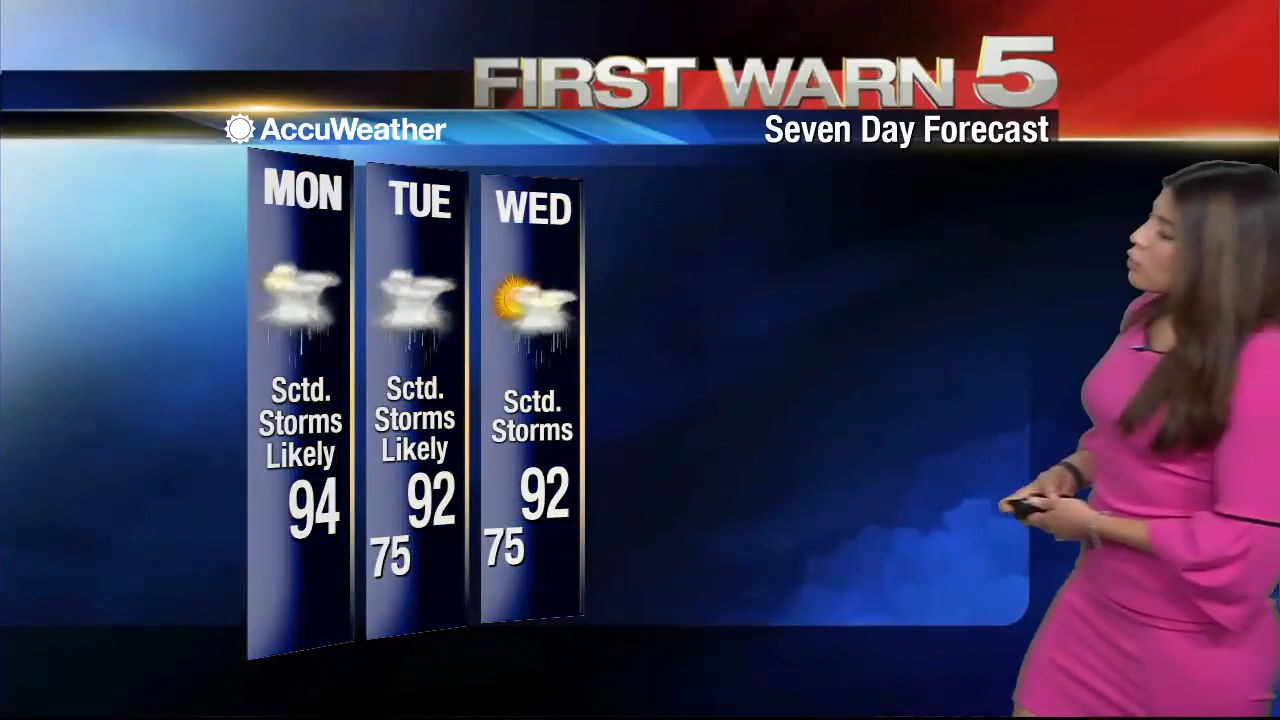 FIRST WARN 5
AccuWeather
Seven Day Forecast
MON
Sctd.
Storms
Likely
94
TUE
Sctd.
Storms
Likely
92
75
WED
Sctd.
Storms
92
75